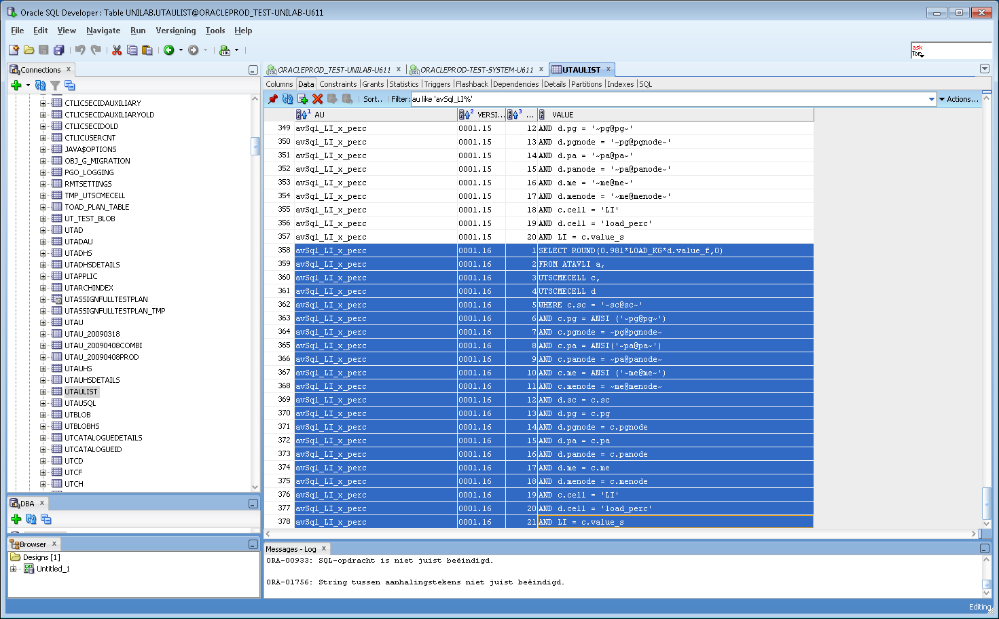 Oracle SQL Developer : Table UNILAB.UTAULIST@ORACLEPROD_TEST-UNILAB-U611
File Edit View Navigate Run Versioning Tools Help
ask
Tom
Connections
CTLICSECIDAUXILIARY
CTLICSECIDAUXILIARYOLD
CTLICSECIDOLD
CTLICUSERCNT
JAVA$OPTIONS
OBJ_G_MIGRATION
PGO_LOGGING
RMTSETTINGS
TMP_UTSCMECELL
TOAD_PLAN_TABLE
UT_TEST_BLOB
UTAD
UTADAU
UTADHS
UTADHSDETAILS
UTAPPLIC
UTARCHINDEX
UTASSIGNFULLTESTPLAN
UTASSIGNFULLTESTPLAN_TMP
UTAU
UTAU_20090318
UTAU_20090408COMBI
UTAU_20090408PROD
UTAUHS
UTAUHSDETAILS
UTAULIST
UTAUSQL
UTBLOB
UTBLOBHS
UTCATALOGUEDETAILS
UTCATALOGUEID
UTCD
UTCF
UTCH
DBA
Browser
Designs [1]
Untitled_1
ORACLEPROD_TEST-UNILAB-U611 ORACLEPROD-TEST-SYSTEM-U611 UTAULIST
Columns Data Constraints Grants Statistics Triggers Flashback Dependencies Details Partitions Indexes SQL
Sort.. Filter: au like 'avSql_LI%' Actions...
1 AU 2 VERSI... 3 ... VALUE
349 avSql_LI_x_perc 0001.15 12 AND d.pg = '~pg@pg~'
350 avSql_LI_x_perc 0001.15 13 AND d.pgnode = '~pg@pgnode~'
351 avSql_LI_x_perc 0001.15 14 AND d.pa = '~pa@pa~'
352 avSql_LI_x_perc 0001.15 15 AND d.panode = '~pa@panode~'
353 avSql_LI_x_perc 0001.15 16 AND d.me = '~me@me~'
354 avSql_LI_x_perc 0001.15 17 AND d.menode = '~me@menode~'
355 avSql_LI_x_perc 0001.15 18 AND c.cell = 'LI'
356 avSql_LI_x_perc 0001.15 19 AND d.cell = 'load_perc'
357 avSql_LI_x_perc 0001.15 20 AND LI = c.value_s
358 avSql_LI_x_perc 0001.16 1 SELECT ROUND(0.981*LOAD_KG*d.value_f,0)
359 avSql_LI_x_perc 0001.16 2 FROM ATAVLI a,
360 avSql_LI_x_perc 0001.16 3 UTSCMECELL c,
361 avSql_LI_x_perc 0001.16 4 UTSCMECELL d
362 avSql_LI_x_perc 0001.16 5 WHERE c.sc = '~sc@sc~'
363 avSql_LI_x_perc 0001.16 6 AND c.pg = ANSI ('~pg@pg~')
364 avSql_LI_x_perc 0001.16 7 AND c.pgnode = ~pg@pgnode~
365 avSql_LI_x_perc 0001.16 8 AND c.pa = ANSI('~pa@pa~')
366 avSql_LI_x_perc 0001.16 9 AND c.panode = ~pa@panode~
367 avSql_LI_x_perc 0001.16 10 AND c.me = ANSI ('~me@me~')
368 avSql_LI_x_perc 0001.16 11 AND c.menode = ~me@menode~
369 avSql_LI_x_perc 0001.16 12 AND d.sc = c.sc
370 avSql_LI_x_perc 0001.16 13 AND d.pg = c.pg
371 avSql_LI_x_perc 0001.16 14 AND d.pgnode = c.pgnode
372 avSql_LI_x_perc 0001.16 15 AND d.pa = c.pa
373 avSql_LI_x_perc 0001.16 16 AND d.panode = c.panode
374 avSql_LI_x_perc 0001.16 17 AND d.me = c.me
375 avSql_LI_x_perc 0001.16 18 AND d.menode = c.menode
376 avSql_LI_x_perc 0001.16 19 AND c.cell = 'LI'
377 avSql_LI_x_perc 0001.16 20 AND d.cell = 'load_perc'
378 avSql_LI_x_perc 0001.16 21 AND LI = c.value_s
Messages - Log
ORA-00933: SQL-opdracht is niet juist beëindigd.
ORA-01756: String tussen aanhalingstekens niet juist beëindigd.
Editing